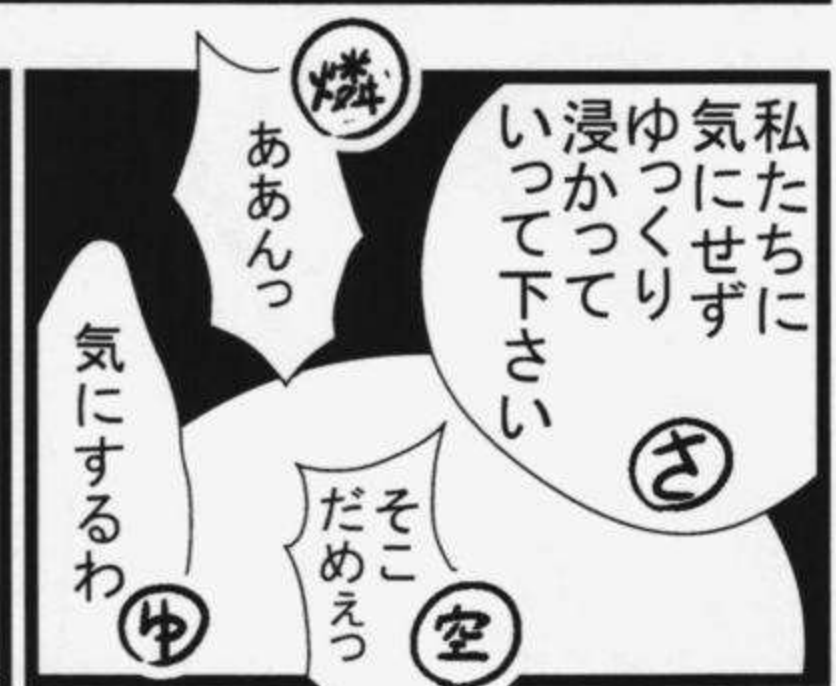 私たちに
気にせず
ゆっくり
浸かって
いって下さい
さ
燐
ああんっ
そこ
だめぇっ
空
気にするわ
ゆ